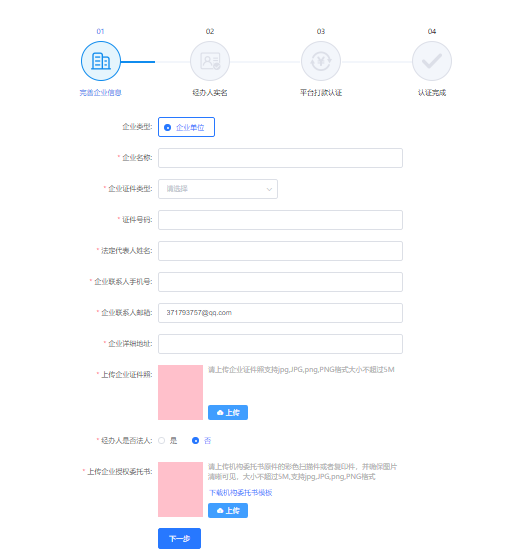 01
02
03
04
完善企业信息
经办人实名
平台打款认证
认证完成
企业类型:
企业单位
* 企业名称:
* 企业证件类型:
请选择
* 证件号码:
* 法定代表人姓名:
* 企业联系人手机号:
* 企业联系人邮箱:
371793757@qq.com
* 企业详细地址:
* 上传企业证件照:
请上传企业证件照支持jpg,JPG,png,PNG格式大小不超过5M
上传
* 经办人是否法人:
是
否
* 上传企业授权委托书:
请上传机构委托书原件的彩色扫描件或者复印件，并确保图片
清晰可见，大小不超过5M,支持jpg,JPG,png,PNG格式
下载机构委托书模板
上传
下一步